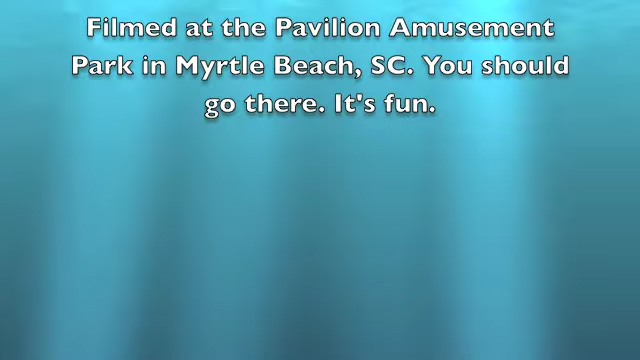 Filmed at the Pavilion Amusement
Park in Myrtle Beach, SC. You should
go there. It's fun.